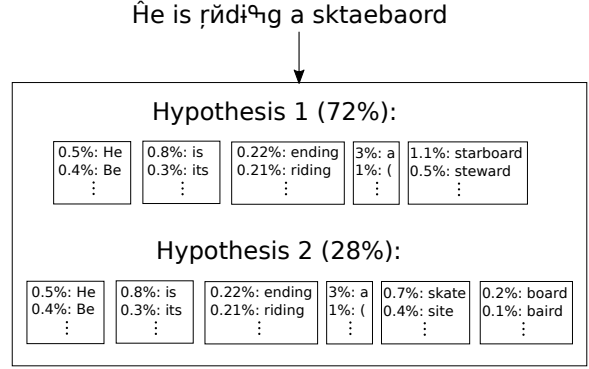 Ĥe is ŗӣdɨᔐg a sktaebaord
Hypothesis 1 (72%):
0.5%: He 0.8%: is 0.22%: ending 3%: a 1.1%: starboard
0.4%: Be 0.3%: its 0.21%: riding 1%: ( 0.5%: steward
⋮ ⋮ ⋮ ⋮ ⋮
Hypothesis 2 (28%):
0.5%: He 0.8%: is 0.22%: ending 3%: a 0.7%: skate 0.2%: board
0.4%: Be 0.3%: its 0.21%: riding 1%: ( 0.4%: site 0.1%: baird
⋮ ⋮ ⋮ ⋮ ⋮ ⋮